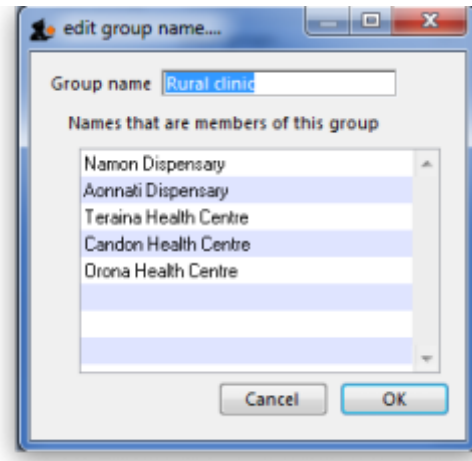 edit group name....
Group name Rural clinic
Names that are members of this group
Namon Dispensary
Aonnati Dispensary
Teraina Health Centre
Candon Health Centre
Orona Health Centre
Cancel OK